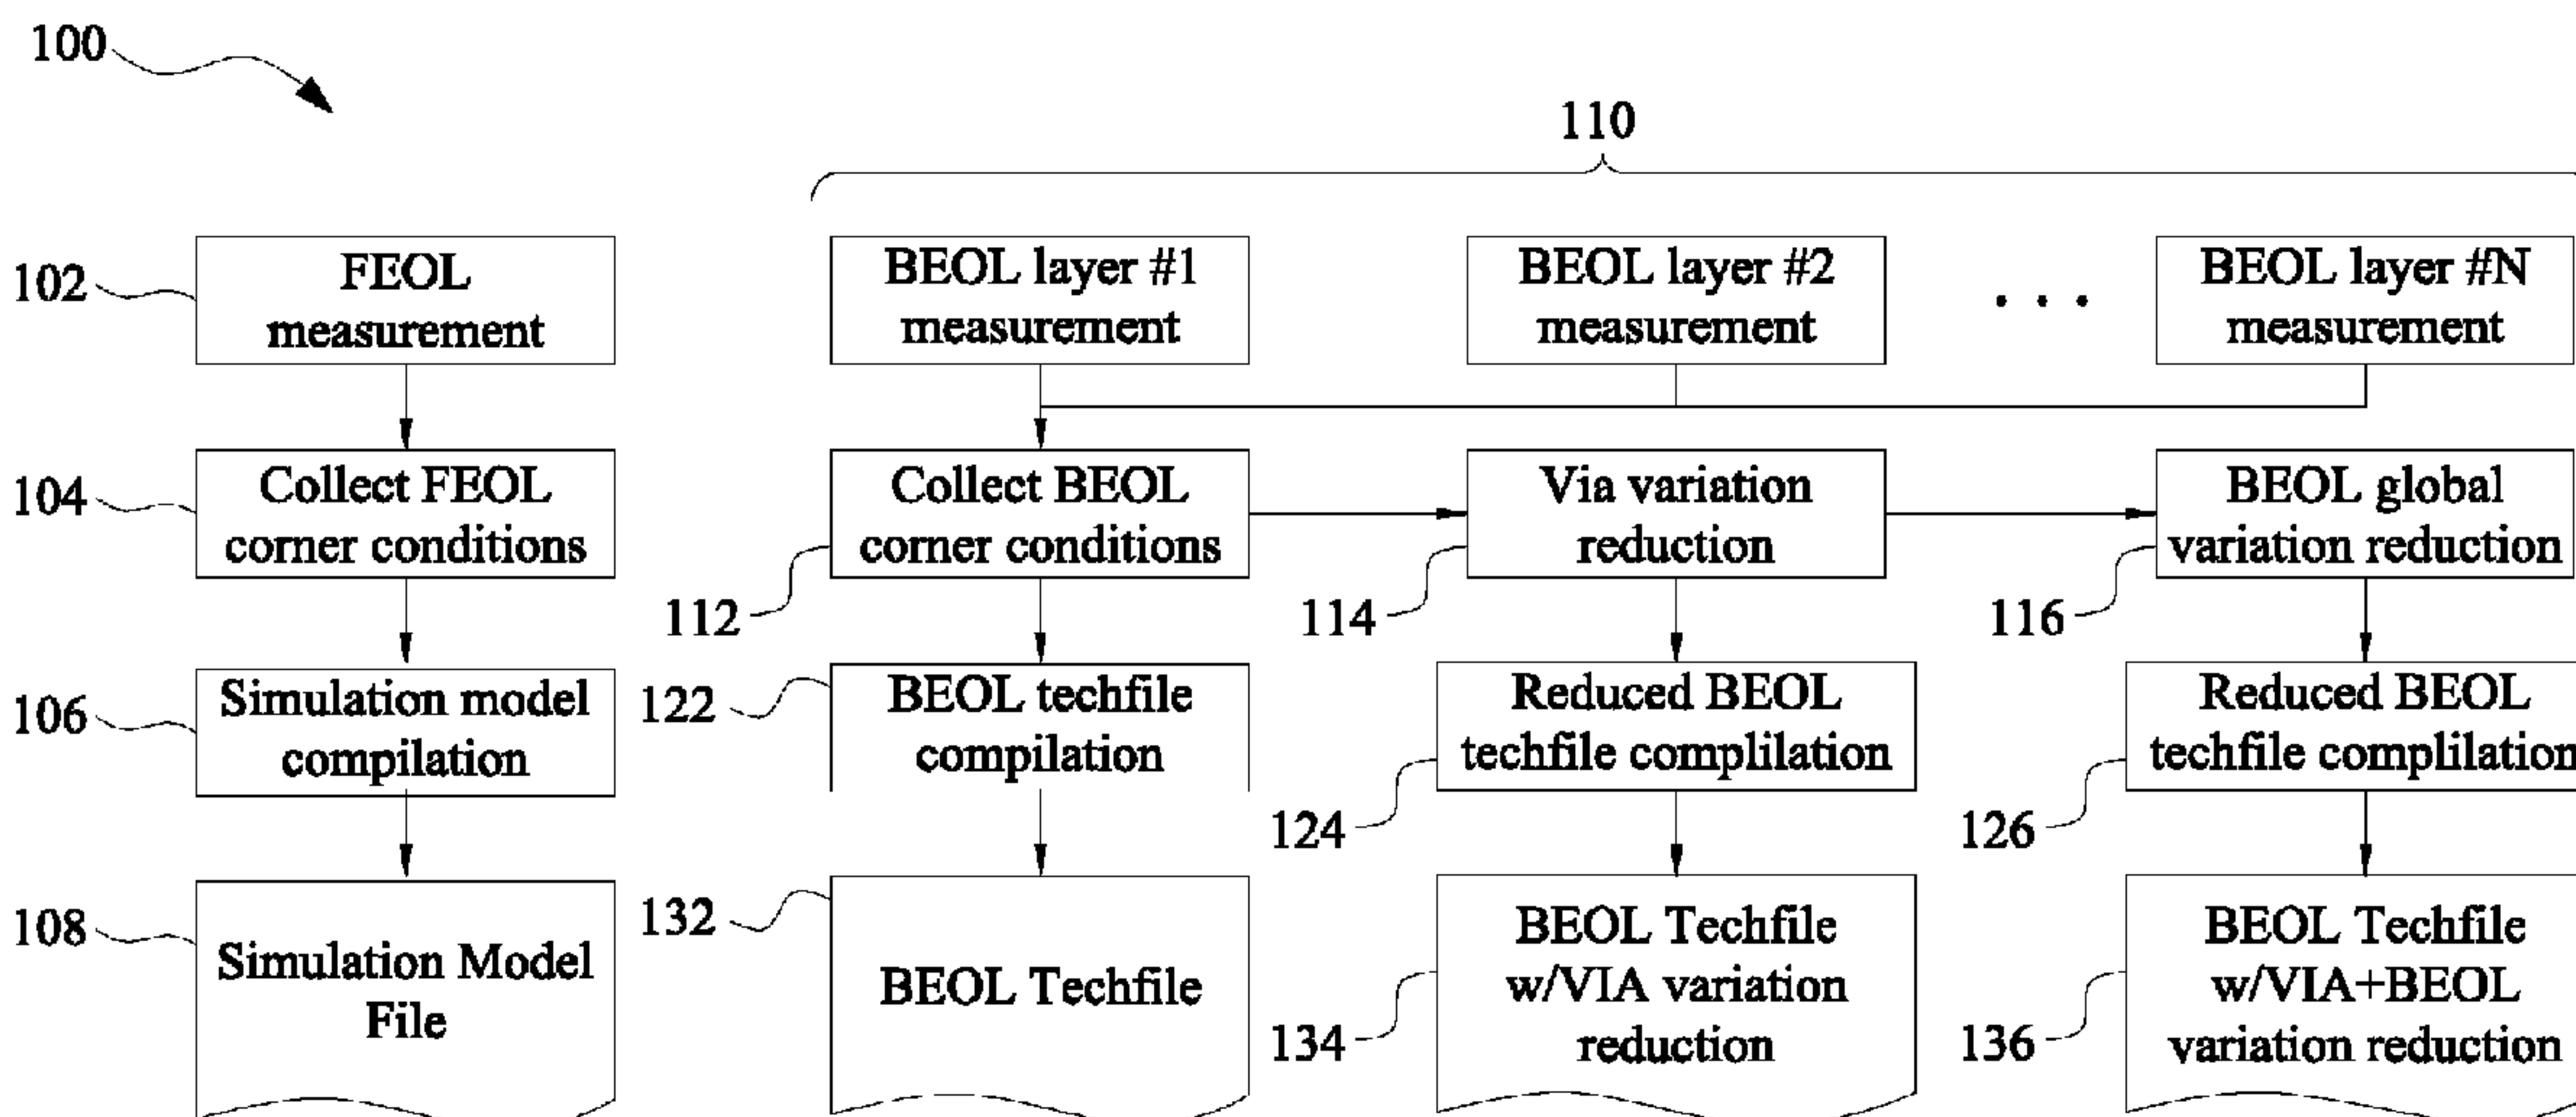 100
110
102
FEOL
measurement
BEOL layer #1
measurement
BEOL layer #2
measurement
. . .
BEOL layer #N
measurement
104
Collect FEOL
corner conditions
Collect BEOL
corner conditions
Via variation
reduction
BEOL global
variation reduction
112
114
116
106
Simulation model
compilation
122
BEOL techfile
compilation
Reduced BEOL
techfile complilation
Reduced BEOL
techfile complilation
124
126
108
Simulation Model
File
132
BEOL Techfile
134
BEOL Techfile
w/VIA variation
reduction
136
BEOL Techfile
w/VIA+BEOL
variation reduction